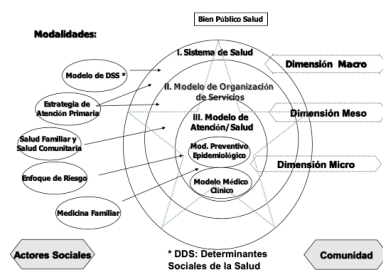 Bien Público Salud
Modalidades:
I. Sistema de Salud
Dimensión Macro
Modelo de DSS *
II. Modelo de Organización
de Servicios
Estrategia de
Atención Primaria
Dimensión Meso
III. Modelo de
Atención/Salud
Salud Familiar y
Salud Comunitaria
Mod. Preventivo
Epidemiológico
Dimensión Micro
Enfoque de Riesgo
Modelo Médico
Clínico
Medicina Familiar
Actores Sociales
* DDS: Determinantes
Sociales de la Salud
Comunidad